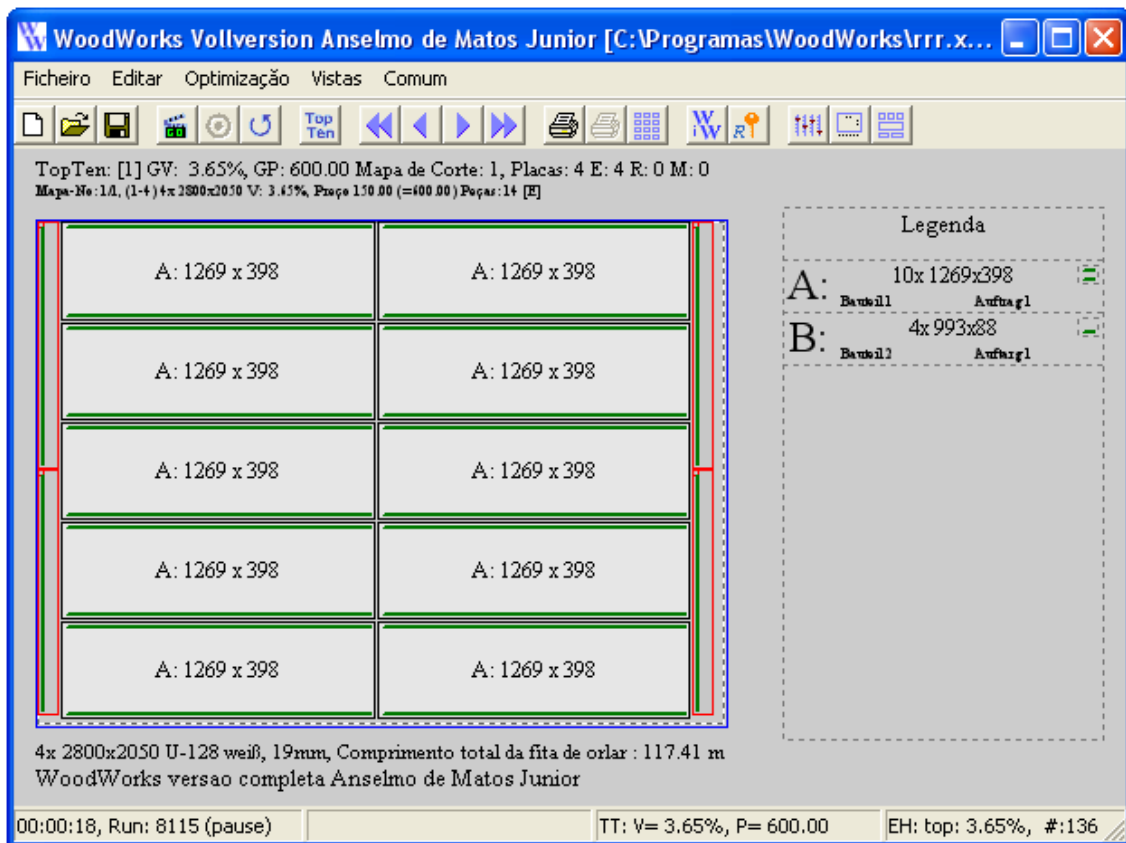 WoodWorks Vollversion Anselmo de Matos Junior [C:\Programas\WoodWorks\rrr.x...
Ficheiro Editar Optimização Vistas Comum
GO Top Ten WiW R
TopTen: [1] GV: 3.65%, GP: 600.00 Mapa de Corte: 1, Placas: 4 E: 4 R: 0 M: 0
Mapa-No: 1/1, (1-4) 4x 2800x2050 V: 3.65%, Preço 150.00 (=600.00) Peças: 14 [E]
Legenda
A: 10x 1269x398
Bauteil1 Auftrag1
B: 4x 993x88
Bauteil2 Auftrag1
A: 1269 x 398 A: 1269 x 398
A: 1269 x 398 A: 1269 x 398
A: 1269 x 398 A: 1269 x 398
A: 1269 x 398 A: 1269 x 398
A: 1269 x 398 A: 1269 x 398
4x 2800x2050 U-128 weiß, 19mm, Comprimento total da fita de orlar : 117.41 m
WoodWorks versao completa Anselmo de Matos Junior
00:00:18, Run: 8115 (pause) TT: V= 3.65%, P= 600.00 EH: top: 3.65%, #:136